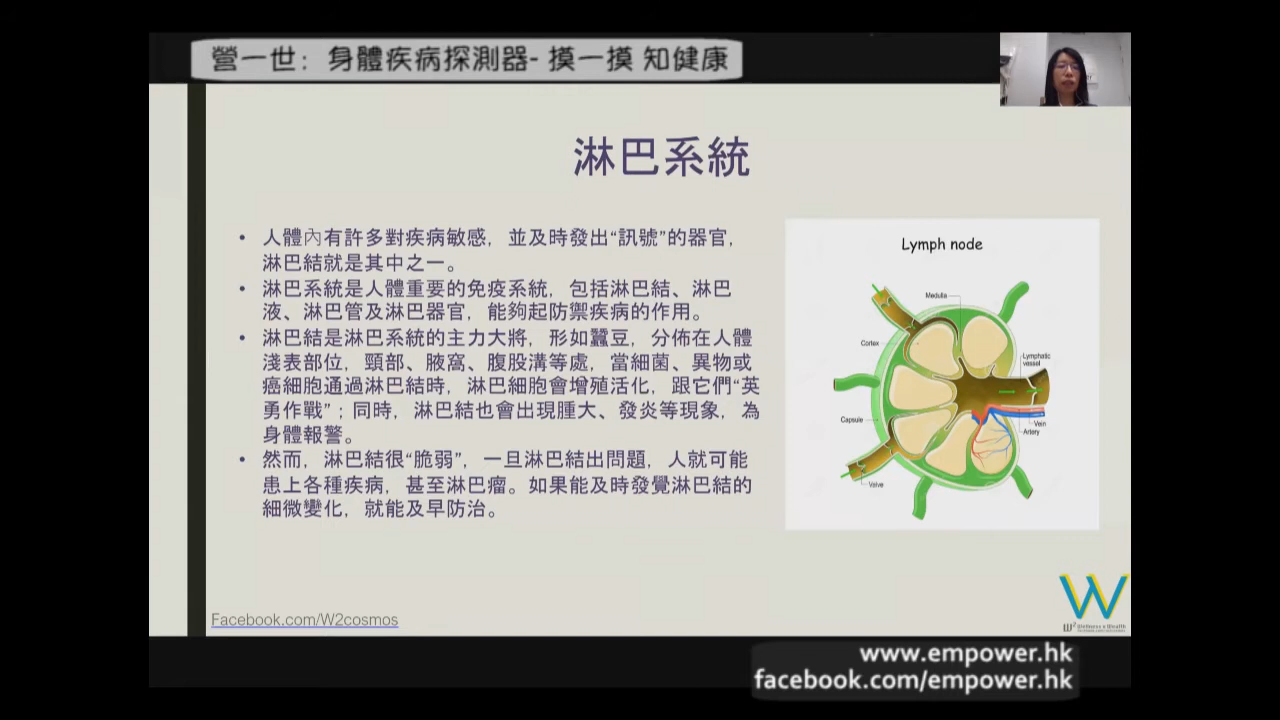 營一世：身體疾病探測器- 摸一摸 知健康
淋巴系統
• 人體內有許多對疾病敏感，並及時發出“訊號”的器官，
淋巴結就是其中之一。
• 淋巴系統是人體重要的免疫系統，包括淋巴結、淋巴
液、淋巴管及淋巴器官，能夠起防禦疾病的作用。
• 淋巴結是淋巴系統的主力大將，形如蠶豆，分佈在人體
淺表部位，頸部、腋窩、腹股溝等處，當細菌、異物或
癌細胞通過淋巴結時，淋巴細胞會增殖活化，跟它們“英
勇作戰”；同時，淋巴結也會出現腫大、發炎等現象，為
身體報警。
• 然而，淋巴結很“脆弱”，一旦淋巴結出問題，人就可能
患上各種疾病，甚至淋巴瘤。如果能及時發覺淋巴結的
細微變化，就能及早防治。
Lymph node
Medulla
Cortex
Lymphatic
vessel
Capsule
Vein
Artery
Valve
Facebook.com/W2cosmos
W
W² Wellness n Wealth
www.empower.hk
facebook.com/empower.hk